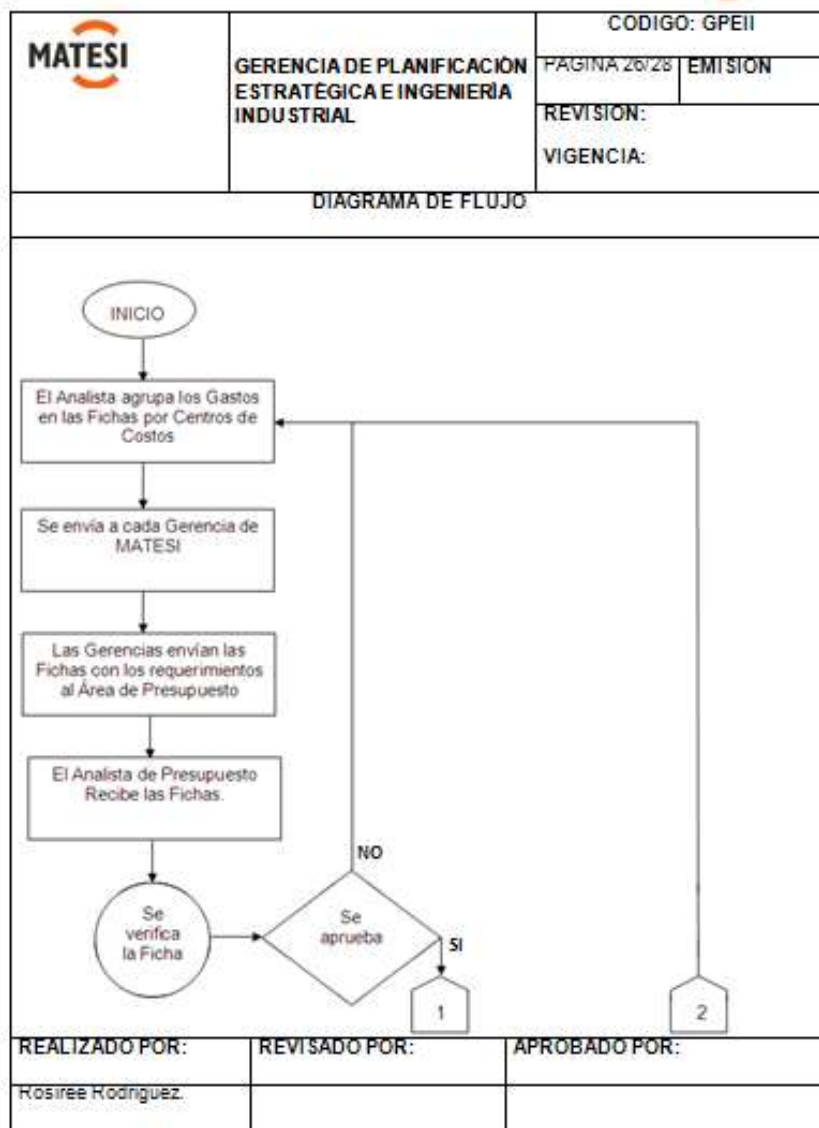 MATESI
GERENCIA DE PLANIFICACIÓN
ESTRATÉGICA E INGENIERÍA
INDUSTRIAL
CODIGO: GPEII
PAGINA 26/28
EMISION
REVISION:
VIGENCIA:
DIAGRAMA DE FLUJO
INICIO
El Analista agrupa los Gastos
en las Fichas por Centros de
Costos
Se envía a cada Gerencia de
MATESI
Las Gerencias envían las
Fichas con los requerimientos
al Área de Presupuesto
El Analista de Presupuesto
Recibe las Fichas.
Se
verifica
la Ficha
Se
aprueba
NO
SI
1
2
REALIZADO POR:
REVISADO POR:
APROBADO POR:
Rosiree Rodriguez.